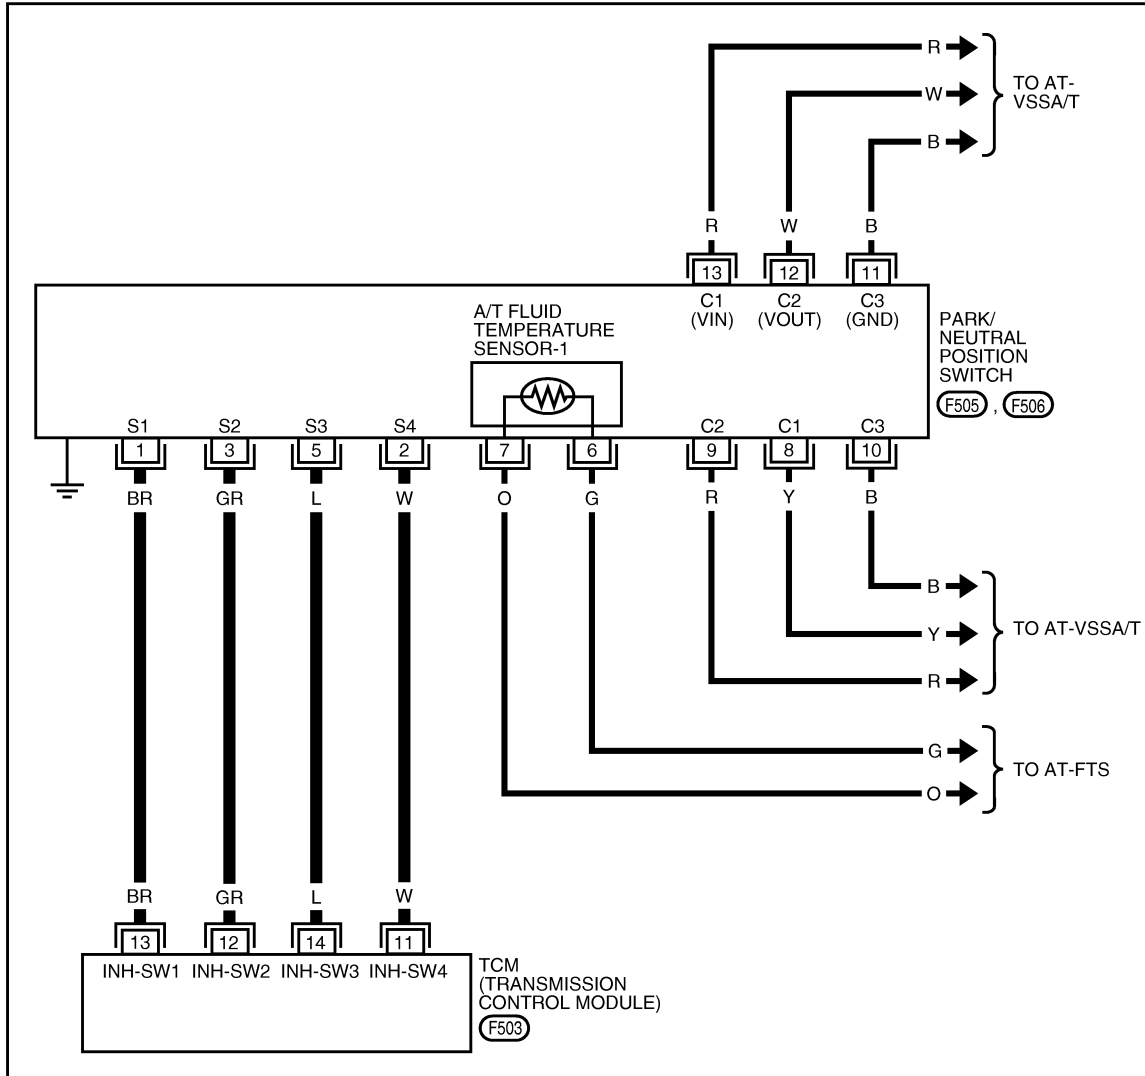 R
TO AT-
VSSA/T
W
B
R W B
13 12 11
C1 C2 C3
(VIN) (VOUT) (GND)
A/T FLUID
TEMPERATURE
SENSOR-1
PARK/
NEUTRAL
POSITION
SWITCH
F505 , F506
S1 S2 S3 S4 C2 C1 C3
1 3 5 2 7 6 9 8 10
BR GR L W O G R Y B
B
Y
TO AT-VSSA/T
R
G
TO AT-FTS
O
BR GR L W
13 12 14 11
INH-SW1 INH-SW2 INH-SW3 INH-SW4
TCM
(TRANSMISSION
CONTROL MODULE)
F503